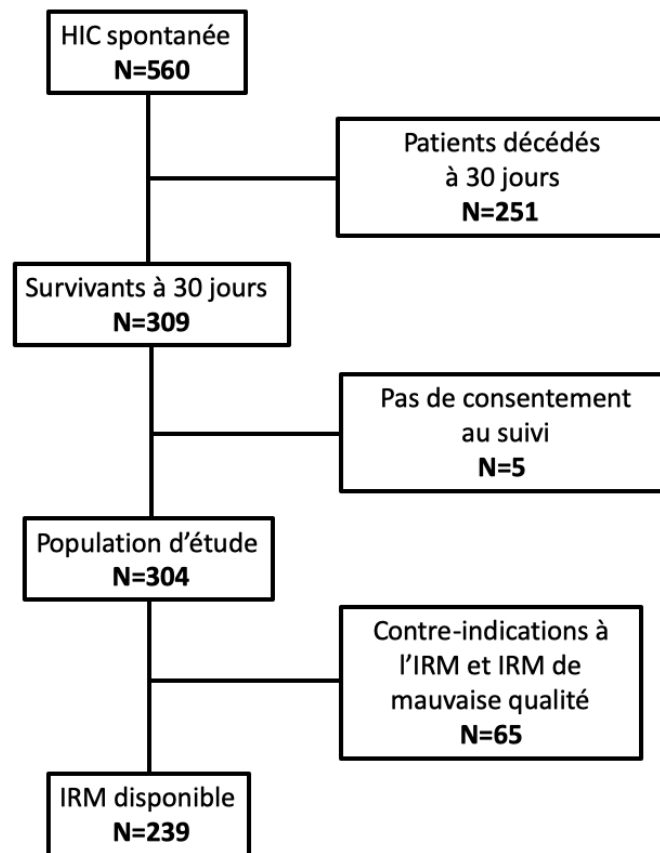 HIC spontanée
N=560
Patients décédés
à 30 jours
N=251
Survivants à 30 jours
N=309
Pas de consentement
au suivi
N=5
Population d’étude
N=304
Contre-indications à
l’IRM et IRM de
mauvaise qualité
N=65
IRM disponible
N=239